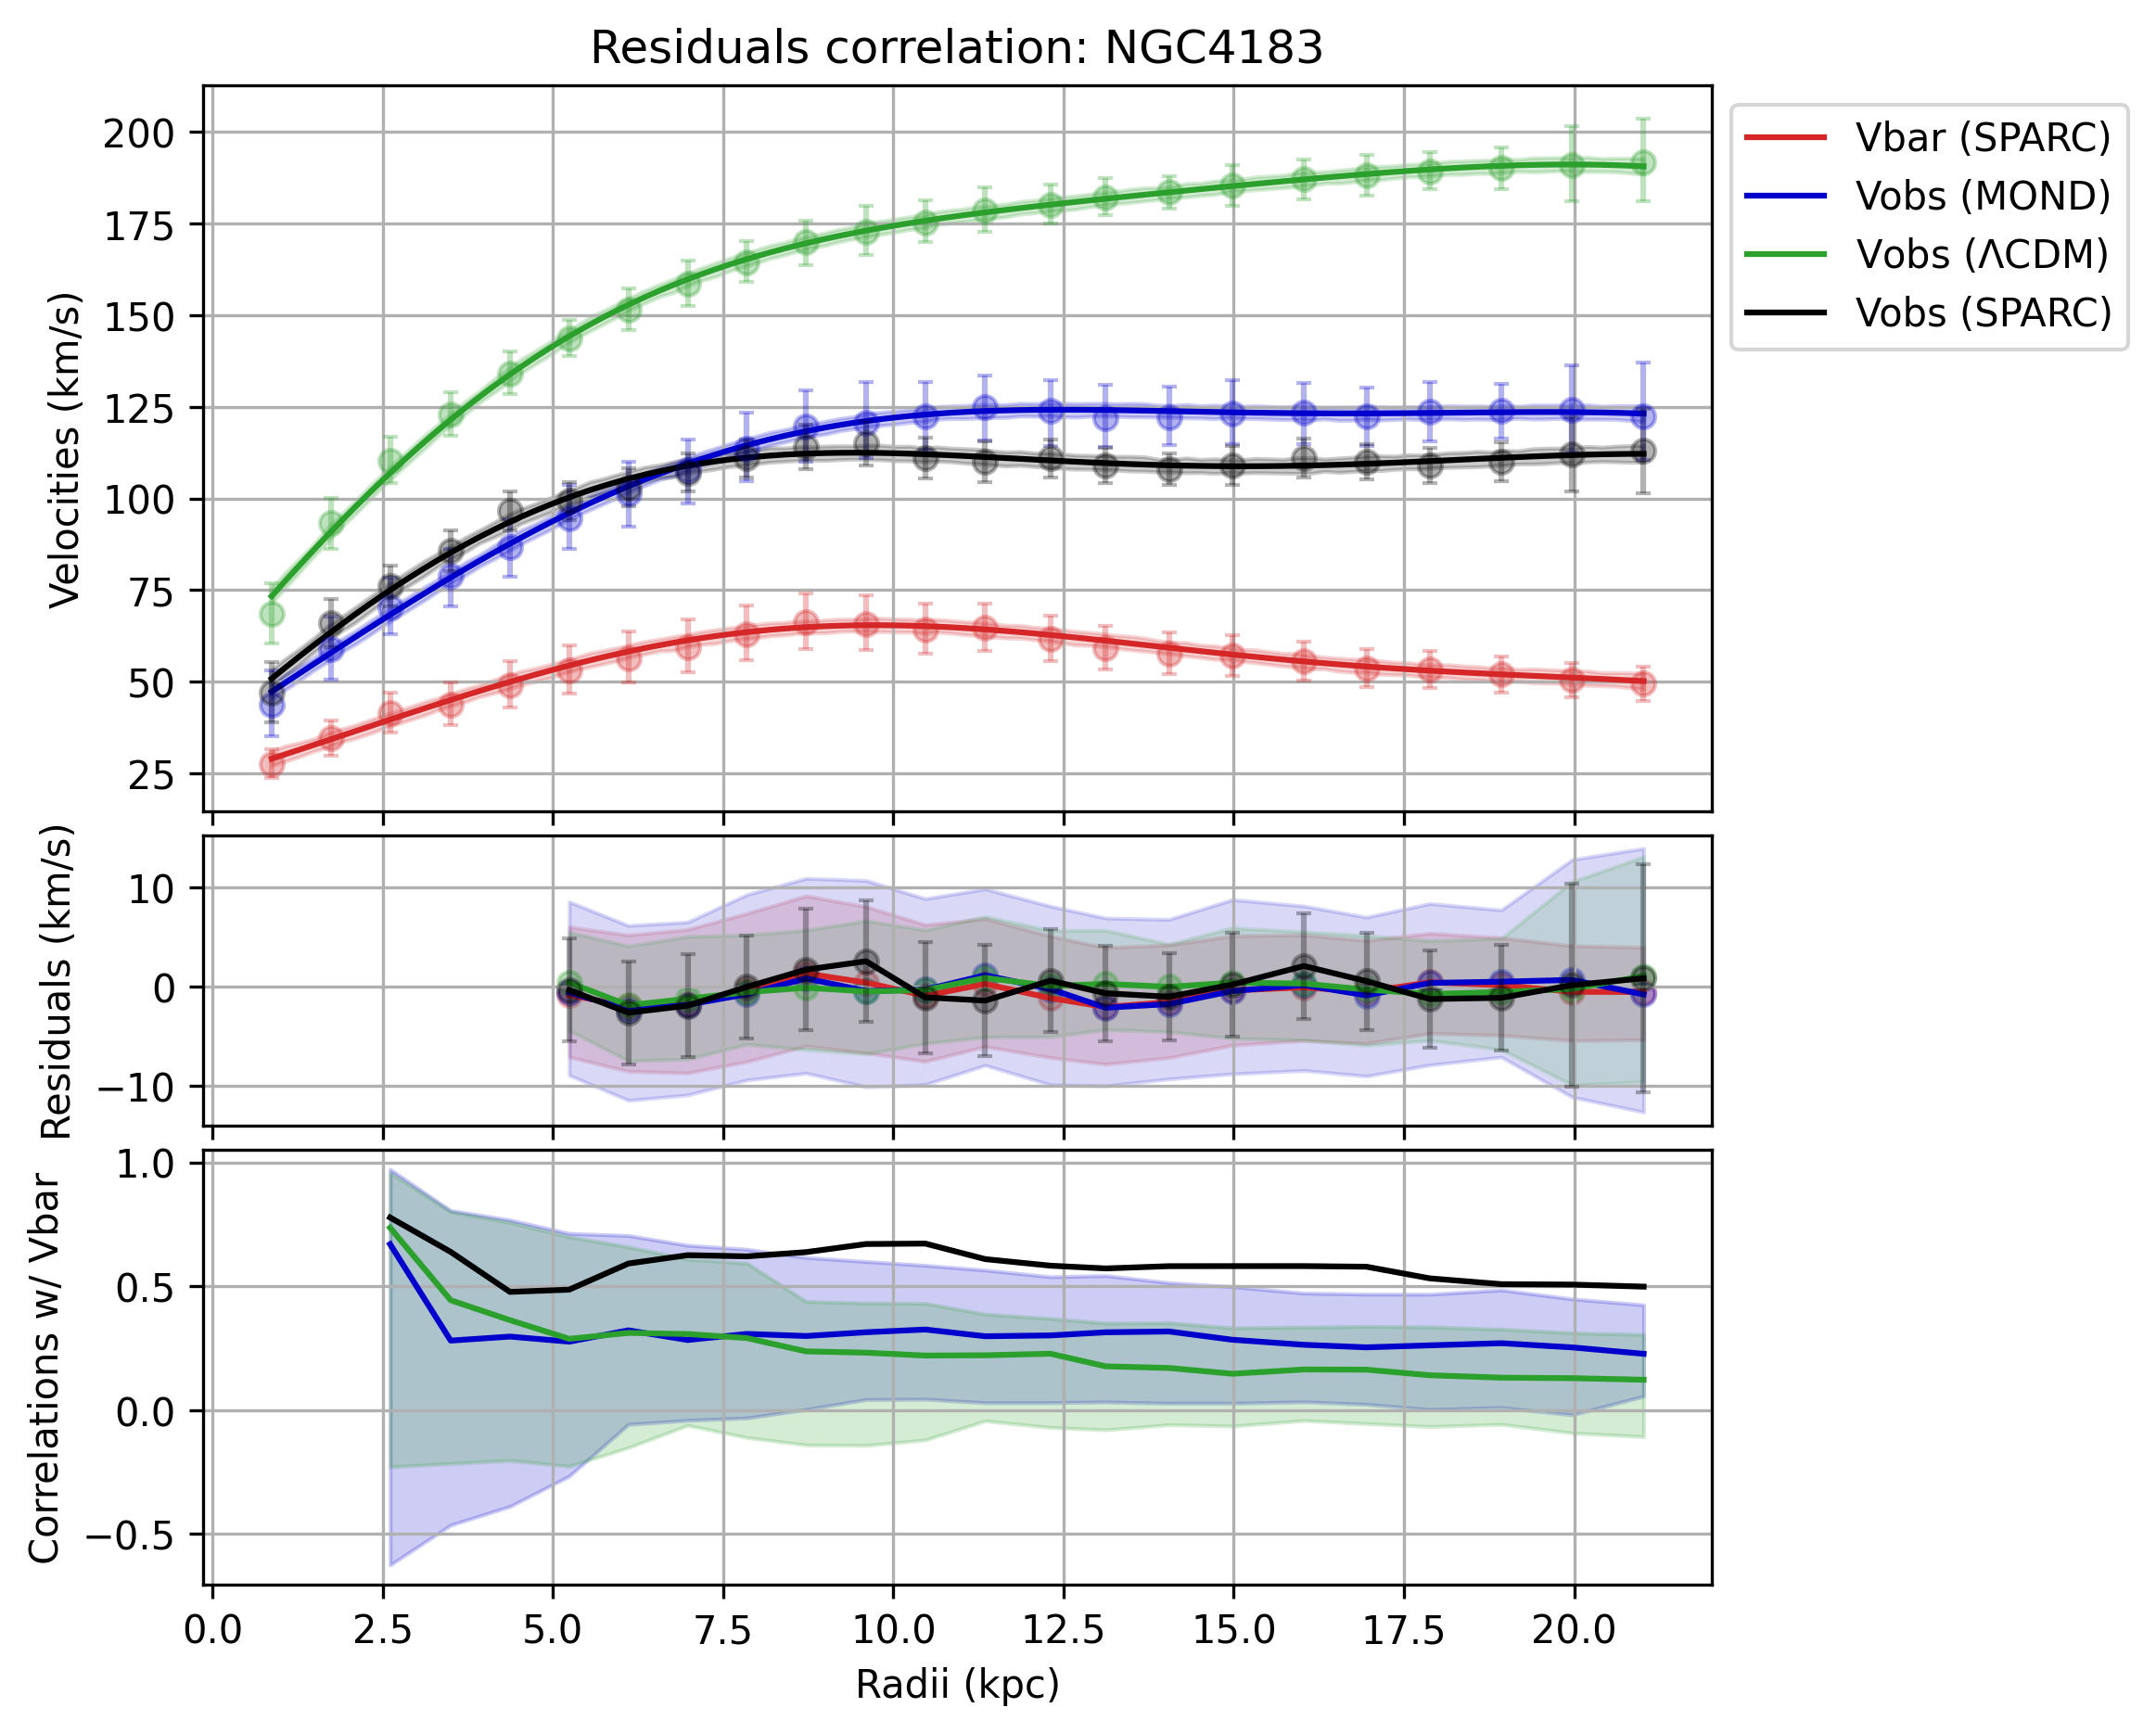 Residuals correlation: NGC4183
200
175
150
125
100
75
50
25
Velocities (km/s)
Vbar (SPARC)
Vobs (MOND)
Vobs (ΛCDM)
Vobs (SPARC)
10
0
−10
Residuals (km/s)
1.0
0.5
0.0
−0.5
Correlations w/ Vbar
0.0 2.5 5.0 7.5 10.0 12.5 15.0 17.5 20.0
Radii (kpc)